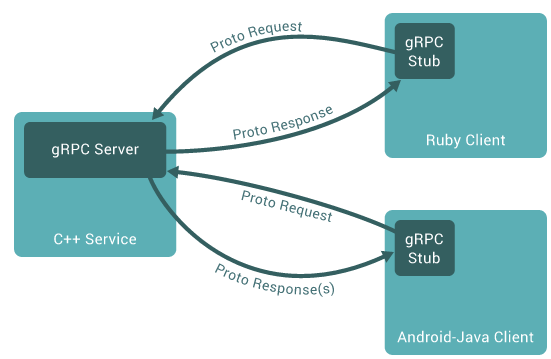 Proto Request
gRPC
Stub
Proto Response
Ruby Client
gRPC Server
C++ Service
Proto Request
gRPC
Stub
Proto Response(s)
Android-Java Client